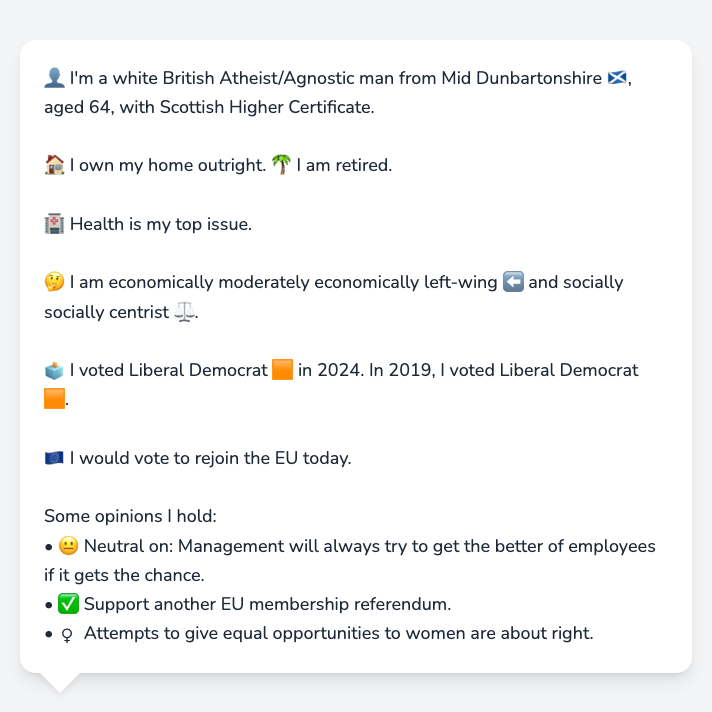 👤 I'm a white British Atheist/Agnostic man from Mid Dunbartonshire 🏴󠁧󠁢󠁳󠁣󠁴󠁿,
aged 64, with Scottish Higher Certificate.
🏠 I own my home outright. 🌴 I am retired.
🏥 Health is my top issue.
🤔 I am economically moderately economically left-wing ⬅️ and socially
socially centrist ⚖️.
🗳️ I voted Liberal Democrat 🟧 in 2024. In 2019, I voted Liberal Democrat
🟧.
🇪🇺 I would vote to rejoin the EU today.
Some opinions I hold:
• 😐 Neutral on: Management will always try to get the better of employees
if it gets the chance.
• ✅ Support another EU membership referendum.
• ♀ Attempts to give equal opportunities to women are about right.